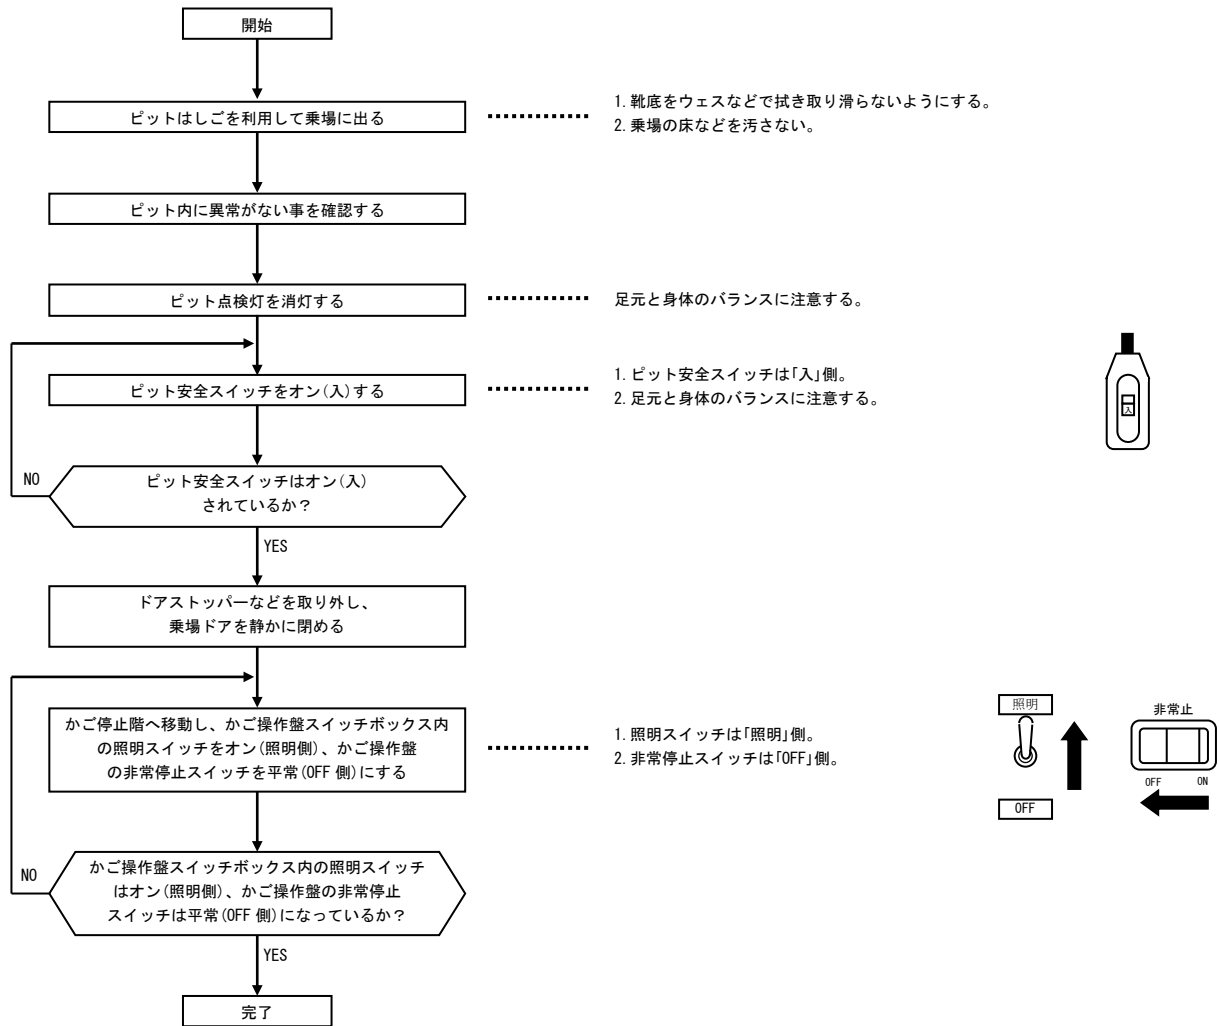 開始
ピットはしごを利用して乗場に出る
1. 靴底をウェスなどで拭き取り滑らないようにする。
2. 乗場の床などを汚さない。
ピット内に異常がない事を確認する
ピット点検灯を消灯する
足元と身体のバランスに注意する。
ピット安全スイッチをオン(入)する
1. ピット安全スイッチは「入」側。
2. 足元と身体のバランスに注意する。
入
NO
ピット安全スイッチはオン(入)
されているか？
YES
ドアストッパーなどを取り外し、
乗場ドアを静かに閉める
かご停止階へ移動し、かご操作盤スイッチボックス内
の照明スイッチをオン(照明側)、かご操作盤
の非常停止スイッチを平常(OFF 側)にする
1. 照明スイッチは「照明」側。
2. 非常停止スイッチは「OFF」側。
照明
OFF
非常止
OFF ON
NO
かご操作盤スイッチボックス内の照明スイッチ
はオン(照明側)、かご操作盤の非常停止
スイッチは平常(OFF 側)になっているか？
YES
完了